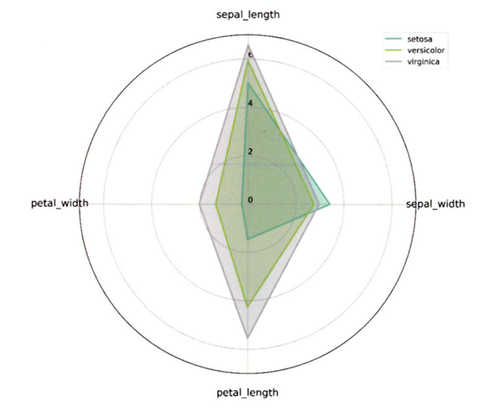 sepal_length
setosa
versicolor
virginica
6
4
2
0
petal_width
sepal_width
petal_length